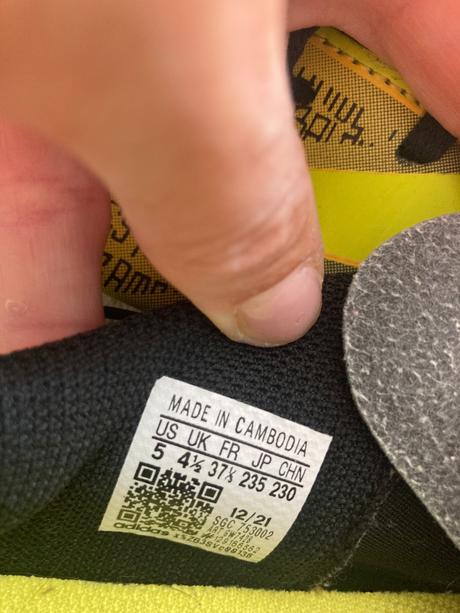 MADE IN CAMBODIA
US UK FR JP CHN
5 4½ 37⅓ 235 230
12/21
SGC 753002
adidas